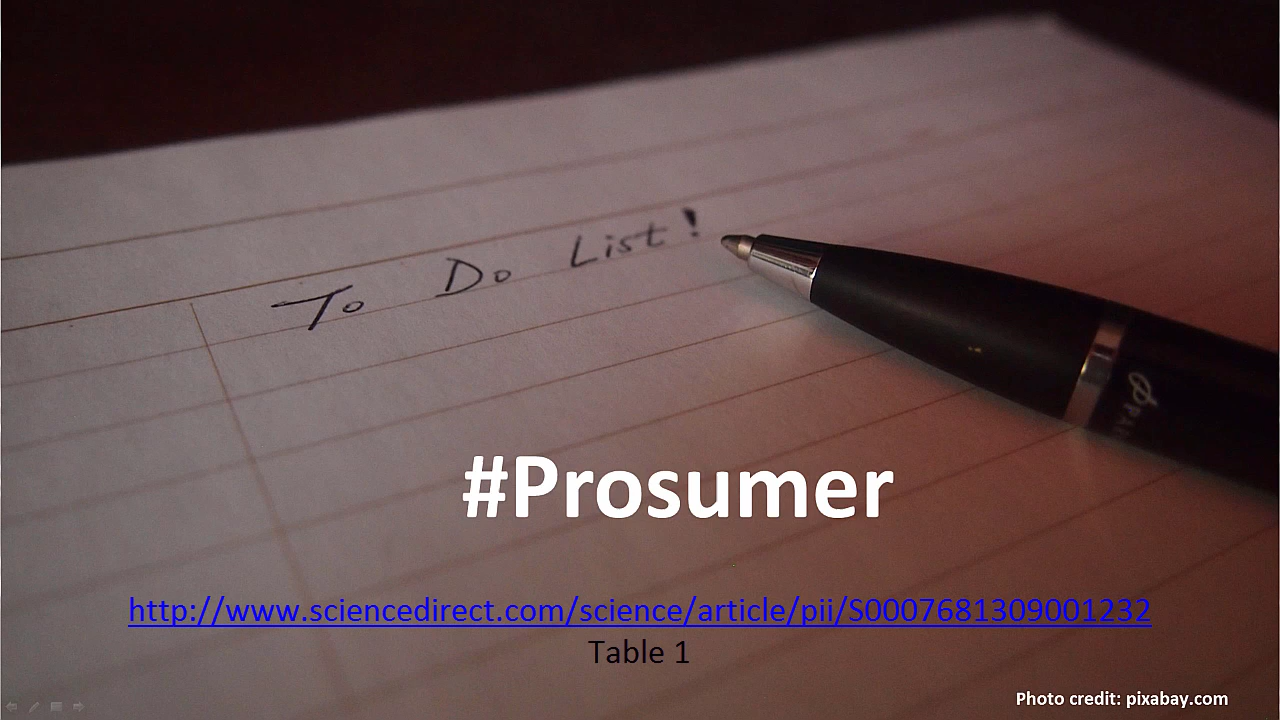 To Do List!
#Prosumer
http://www.sciencedirect.com/science/article/pii/S0007681309001232
Table 1
Photo credit: pixabay.com